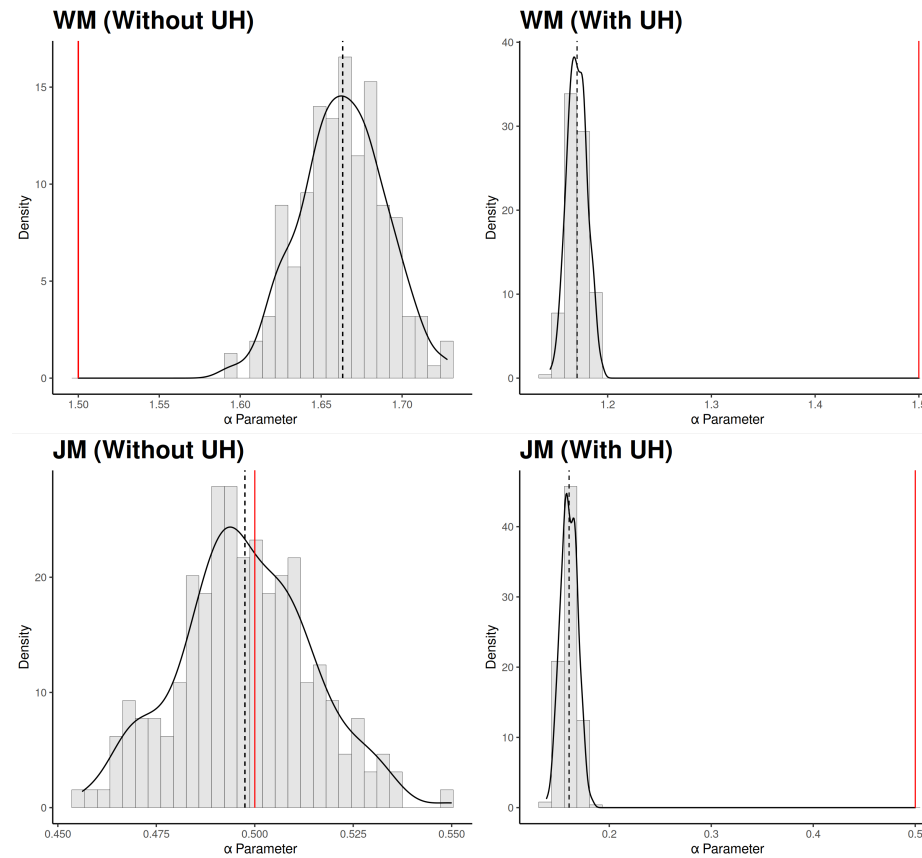 WM (Without UH)
WM (With UH)
Density
15
10
5
0
1.50
1.55
1.60
1.65
1.70
α Parameter
Density
40
30
20
10
0
1.2
1.3
1.4
1.5
α Parameter
JM (Without UH)
JM (With UH)
Density
20
10
0
0.450
0.475
0.500
0.525
0.550
α Parameter
Density
40
30
20
10
0
0.2
0.3
0.4
0.5
α Parameter